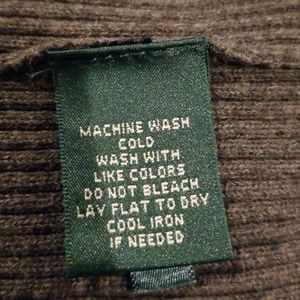 MACHINE WASH
COLD
WASH WITH
LIKE COLORS
DO NOT BLEACH
LAY FLAT TO DRY
COOL IRON
IF NEEDED